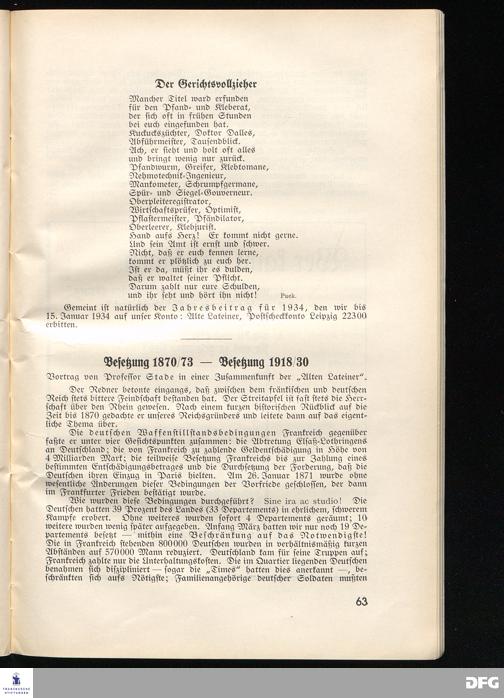 Der Gerichtsvollzieher
Mancher Titel ward erfunden
für den Pfand- und Kleberat,
der sich oft in frühen Stunden
bei euch eingefunden hat.
Kuckuckszüchter, Doktor Dalles,
Abführmeister, Tausendblick.
Ach, er sieht und holt oft alles
und bringt wenig nur zurück.
Pfandwurm, Greifer, Klebtomane,
Nehmotechnik-Ingenieur,
Mankometer, Schrumpfgermane,
Spür- und Siegel-Gouverneur.
Oberpleiteregistrator,
Wirtschaftsprüfer, Optimist,
Pflastermeister, Pfändilator,
Oberleerer, Klebjurist.
Hand aufs Herz! Er kommt nicht gerne.
Und sein Amt ist ernst und schwer.
Nicht, daß er euch kennen lerne,
kommt er plötzlich zu euch her.
Ist er da, müßt ihr es dulden,
daß er waltet seiner Pflicht.
Darum zahlt nur eure Schulden,
und ihr seht und hört ihn nicht! Puck.
Gemeint ist natürlich der Jahresbeitrag für 1934, den wir bis
15. Januar 1934 auf unser Konto: Alte Lateiner, Postscheckkonto Leipzig 22300
erbitten.
Besetzung 1870/73 — Besetzung 1918/30
Vortrag von Professor Stade in einer Zusammenkunft der „Alten Lateiner".
Der Redner betonte eingangs, daß zwischen dem fränkischen und deutschen
Reich stets bittere Feindschaft bestanden hat. Der Streitapfel ist fast stets die Herr-
schaft über den Rhein gewesen. Nach einem kurzen historischen Rückblick auf die
Zeit bis 1870 gedachte er unseres Reichsgründers und leitete dann auf das eigent-
liche Thema über.
Die deutschen Waffenstillstandsbedingungen Frankreich gegenüber
faßte er unter vier Gesichtspunkten zusammen: die Abtretung Elsaß-Lothringens
an Deutschland; die von Frankreich zu zahlende Geldentschädigung in Höhe von
4 Milliarden Mark; die teilweise Besetzung Frankreichs bis zur Zahlung eines
bestimmten Entschädigungsbetrages und die Durchsetzung der Forderung, daß die
Deutschen ihren Einzug in Paris hielten. Am 26. Januar 1871 wurde ohne
wesentliche Änderungen dieser Bedingungen der Vorfriede geschlossen, der dann
im Frankfurter Frieden bestätigt wurde.
Wie wurden diese Bedingungen durchgeführt? Sine ira ac studio! Die
Deutschen hatten 39 Prozent des Landes (33 Departements) in ehrlichem, schwerem
Kampfe erobert. Ohne weiteres wurden sofort 4 Departements geräumt; 10
weitere wurden wenig später aufgegeben. Anfang März hatten wir nur noch 19 De-
partements besetzt — mithin eine Beschränkung auf das Notwendigste!
Die in Frankreich stehenden 800000 Deutschen wurden in verhältnismäßig kurzen
Abständen auf 570000 Mann reduziert. Deutschland kam für seine Truppen auf;
Frankreich zahlte nur die Unterhaltungskosten. Die im Quartier liegenden Deutschen
benahmen sich diszipliniert — sogar die „Times" hatten dies anerkannt —, be-
schränkten sich aufs Nötigste; Familienangehörige deutscher Soldaten mußten
63
FRANCKESCHE
STIFTUNGEN
DFG